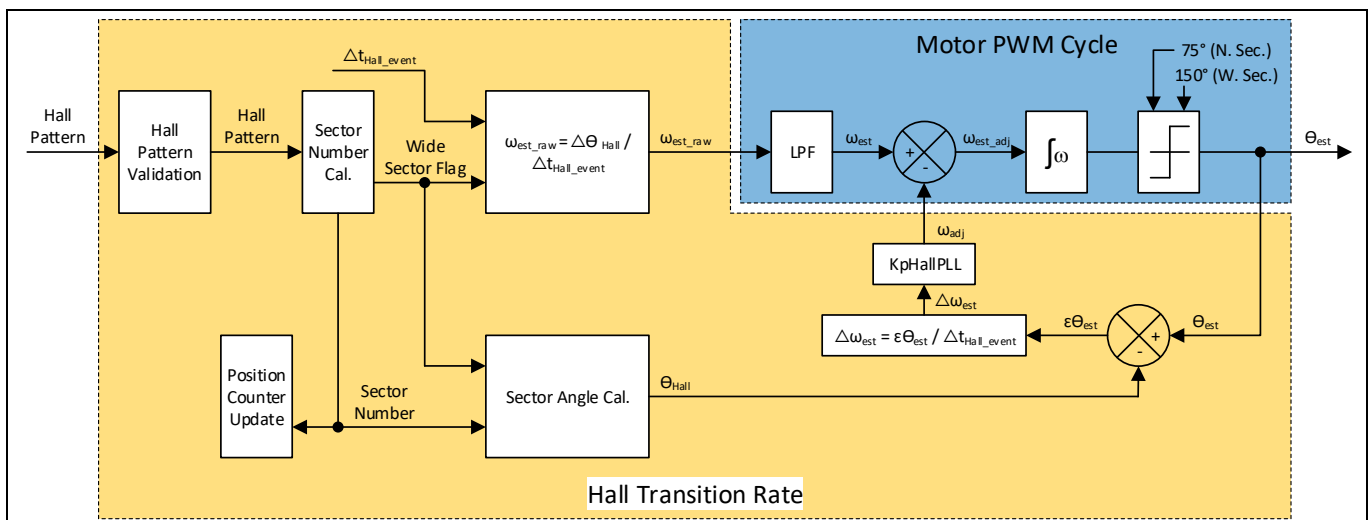 Motor PWM Cycle
75° (N. Sec.)
150° (W. Sec.)
△tHall_event
Hall
Pattern
Hall
Pattern
Validation
Hall
Pattern
Sector
Number
Cal.
Wide
Sector Flag
ωest_raw = △Θ Hall /
△tHall_event
ωest_raw
LPF
ωest
+
-
ωest_adj
∫ω
Θest
ωadj
KpHallPLL
△ωest
△ωest = εΘest / △tHall_event
εΘest
+
-
Θest
Position
Counter
Update
Sector
Number
Sector Angle Cal.
ΘHall
Hall Transition Rate